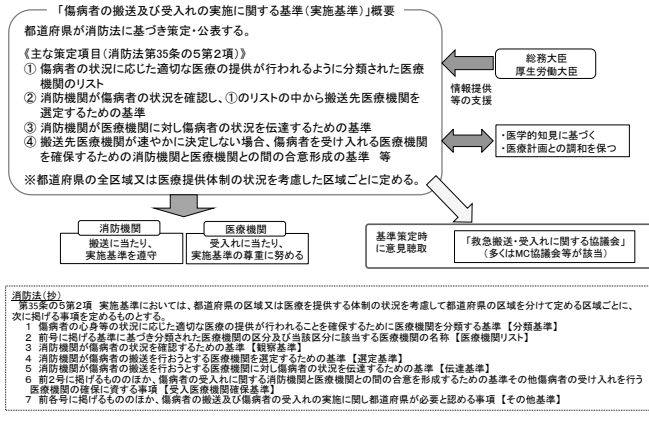 「傷病者の搬送及び受入れの実施に関する基準(実施基準)」概要
都道府県が消防法に基づき策定・公表する。
《主な策定項目(消防法第35条の5第2項)》
① 傷病者の状況に応じた適切な医療の提供が行われるように分類された医療
機関のリスト
② 消防機関が傷病者の状況を確認し、①のリストの中から搬送先医療機関を
選定するための基準
③ 消防機関が医療機関に対し傷病者の状況を伝達するための基準
④ 搬送先医療機関が速やかに決定しない場合、傷病者を受け入れる医療機関
を確保するための消防機関と医療機関との間の合意形成の基準 等
※都道府県の全区域又は医療提供体制の状況を考慮した区域ごとに定める。
総務大臣
厚生労働大臣
情報提供
等の支援
・医学的知見に基づく
・医療計画との調和を保つ
消防機関
搬送に当たり、
実施基準を遵守
医療機関
受入れに当たり、
実施基準の尊重に努める
基準策定時
に意見聴取
「救急搬送・受入れに関する協議会」
(多くはMC協議会等が該当)
消防法(抄)
第35条の5第2項 実施基準においては、都道府県の区域又は医療を提供する体制の状況を考慮して都道府県の区域を分けて定める区域ごとに、
次に掲げる事項を定めるものとする。
1 傷病者の心身等の状況に応じた適切な医療の提供が行われることを確保するために医療機関を分類する基準 【分類基準】
2 前号に掲げる基準に基づき分類された医療機関の区分及び当該区分に該当する医療機関の名称 【医療機関リスト】
3 消防機関が傷病者の状況を確認するための基準 【観察基準】
4 消防機関が傷病者の搬送を行おうとする医療機関を選定するための基準 【選定基準】
5 消防機関が傷病者の搬送を行おうとする医療機関に対し傷病者の状況を伝達するための基準 【伝達基準】
6 前2号に掲げるもののほか、傷病者の受入れに関する消防機関と医療機関との間の合意を形成するための基準その他傷病者の受け入れを行う
医療機関の確保に資する事項 【受入医療機関確保基準】
7 前各号に掲げるもののほか、傷病者の搬送及び傷病者の受入れの実施に関し都道府県が必要と認める事項 【その他基準】